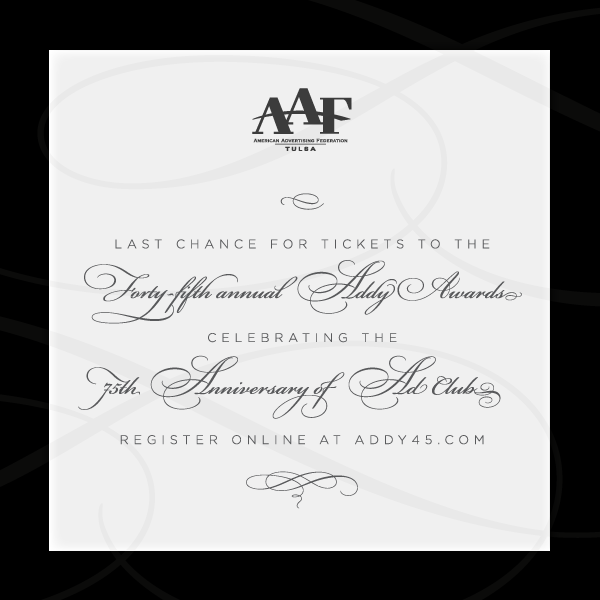 AAF
AMERICAN ADVERTISING FEDERATION
TULSA
LAST CHANCE FOR TICKETS TO THE
Forty-fifth annual Addy Awards
CELEBRATING THE
75th Anniversary of Ad Club
REGISTER ONLINE AT ADDY45.COM